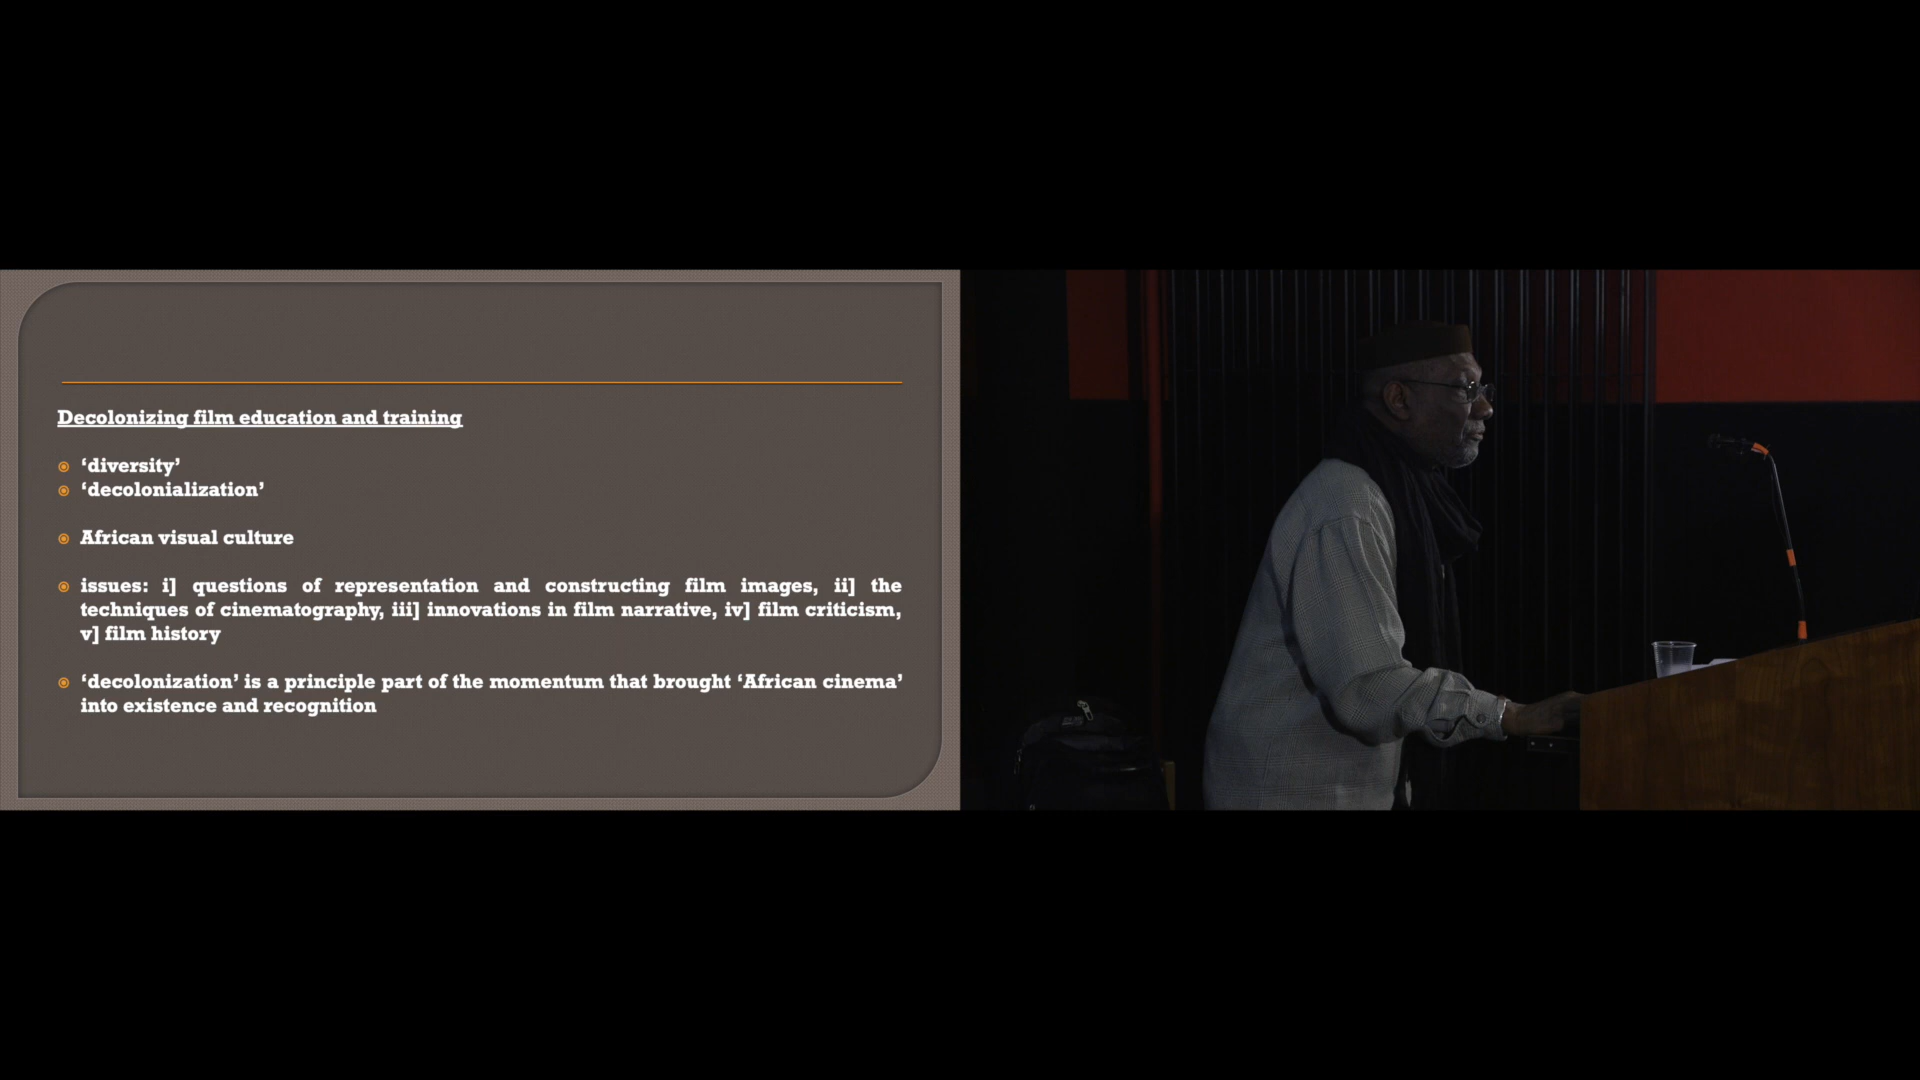 Decolonizing film education and training
‘diversity’
‘decolonialization’
African visual culture
issues: i] questions of representation and constructing film images, ii] the
techniques of cinematography, iii] innovations in film narrative, iv] film criticism,
v] film history
‘decolonization’ is a principle part of the momentum that brought ‘African cinema’
into existence and recognition